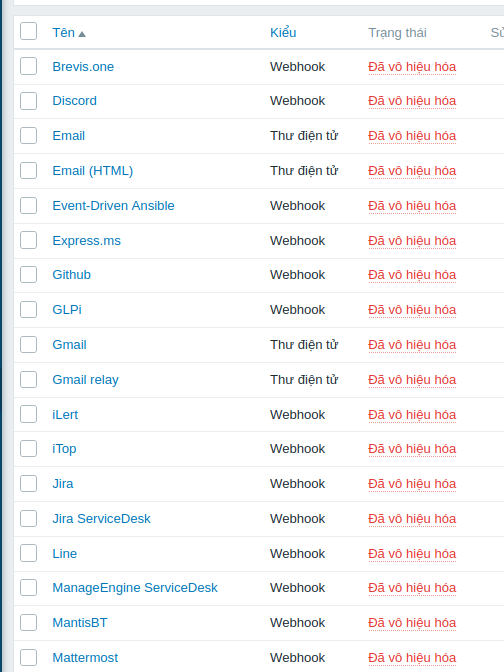 Tên Kiểu Trạng thái
Brevis.one Webhook Đã vô hiệu hóa
Discord Webhook Đã vô hiệu hóa
Email Thư điện tử Đã vô hiệu hóa
Email (HTML) Thư điện tử Đã vô hiệu hóa
Event-Driven Ansible Webhook Đã vô hiệu hóa
Express.ms Webhook Đã vô hiệu hóa
Github Webhook Đã vô hiệu hóa
GLPi Webhook Đã vô hiệu hóa
Gmail Thư điện tử Đã vô hiệu hóa
Gmail relay Thư điện tử Đã vô hiệu hóa
iLert Webhook Đã vô hiệu hóa
iTop Webhook Đã vô hiệu hóa
Jira Webhook Đã vô hiệu hóa
Jira ServiceDesk Webhook Đã vô hiệu hóa
Line Webhook Đã vô hiệu hóa
ManageEngine ServiceDesk Webhook Đã vô hiệu hóa
MantisBT Webhook Đã vô hiệu hóa
Mattermost Webhook Đã vô hiệu hóa